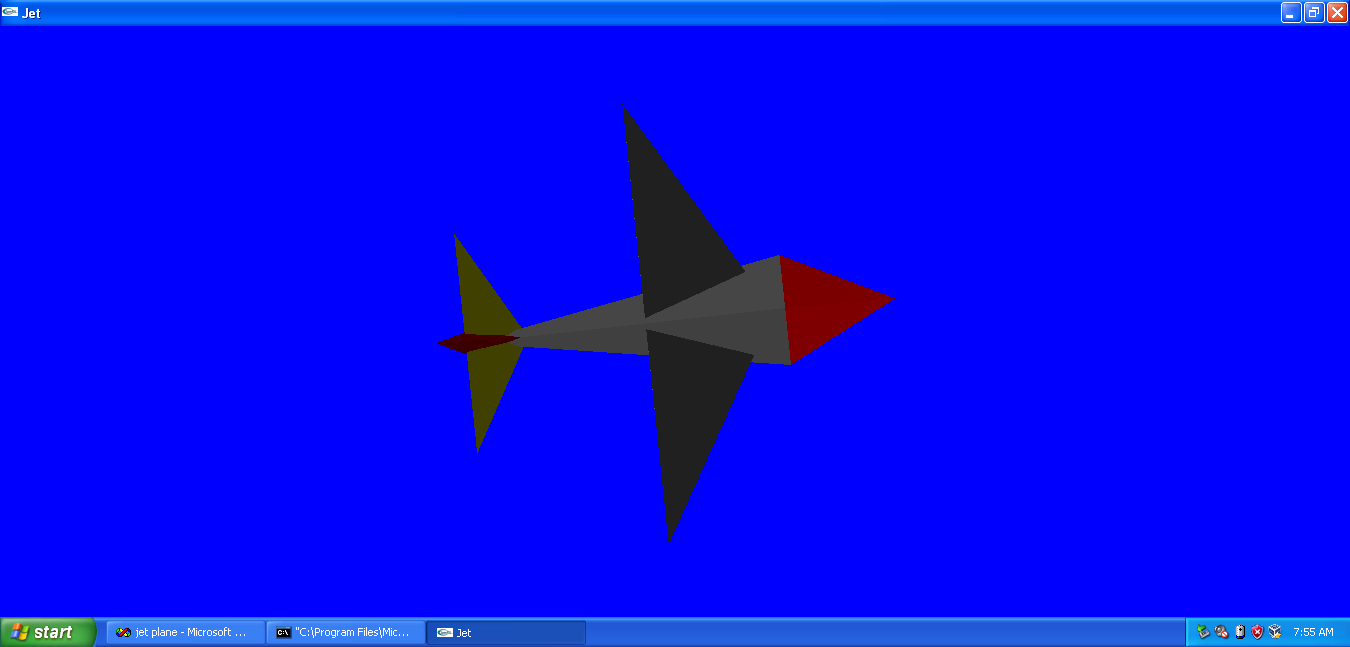 Jet
start
jet plane - Microsoft ...
C:\
"C:\Program Files\Mic...
Jet
7:55 AM